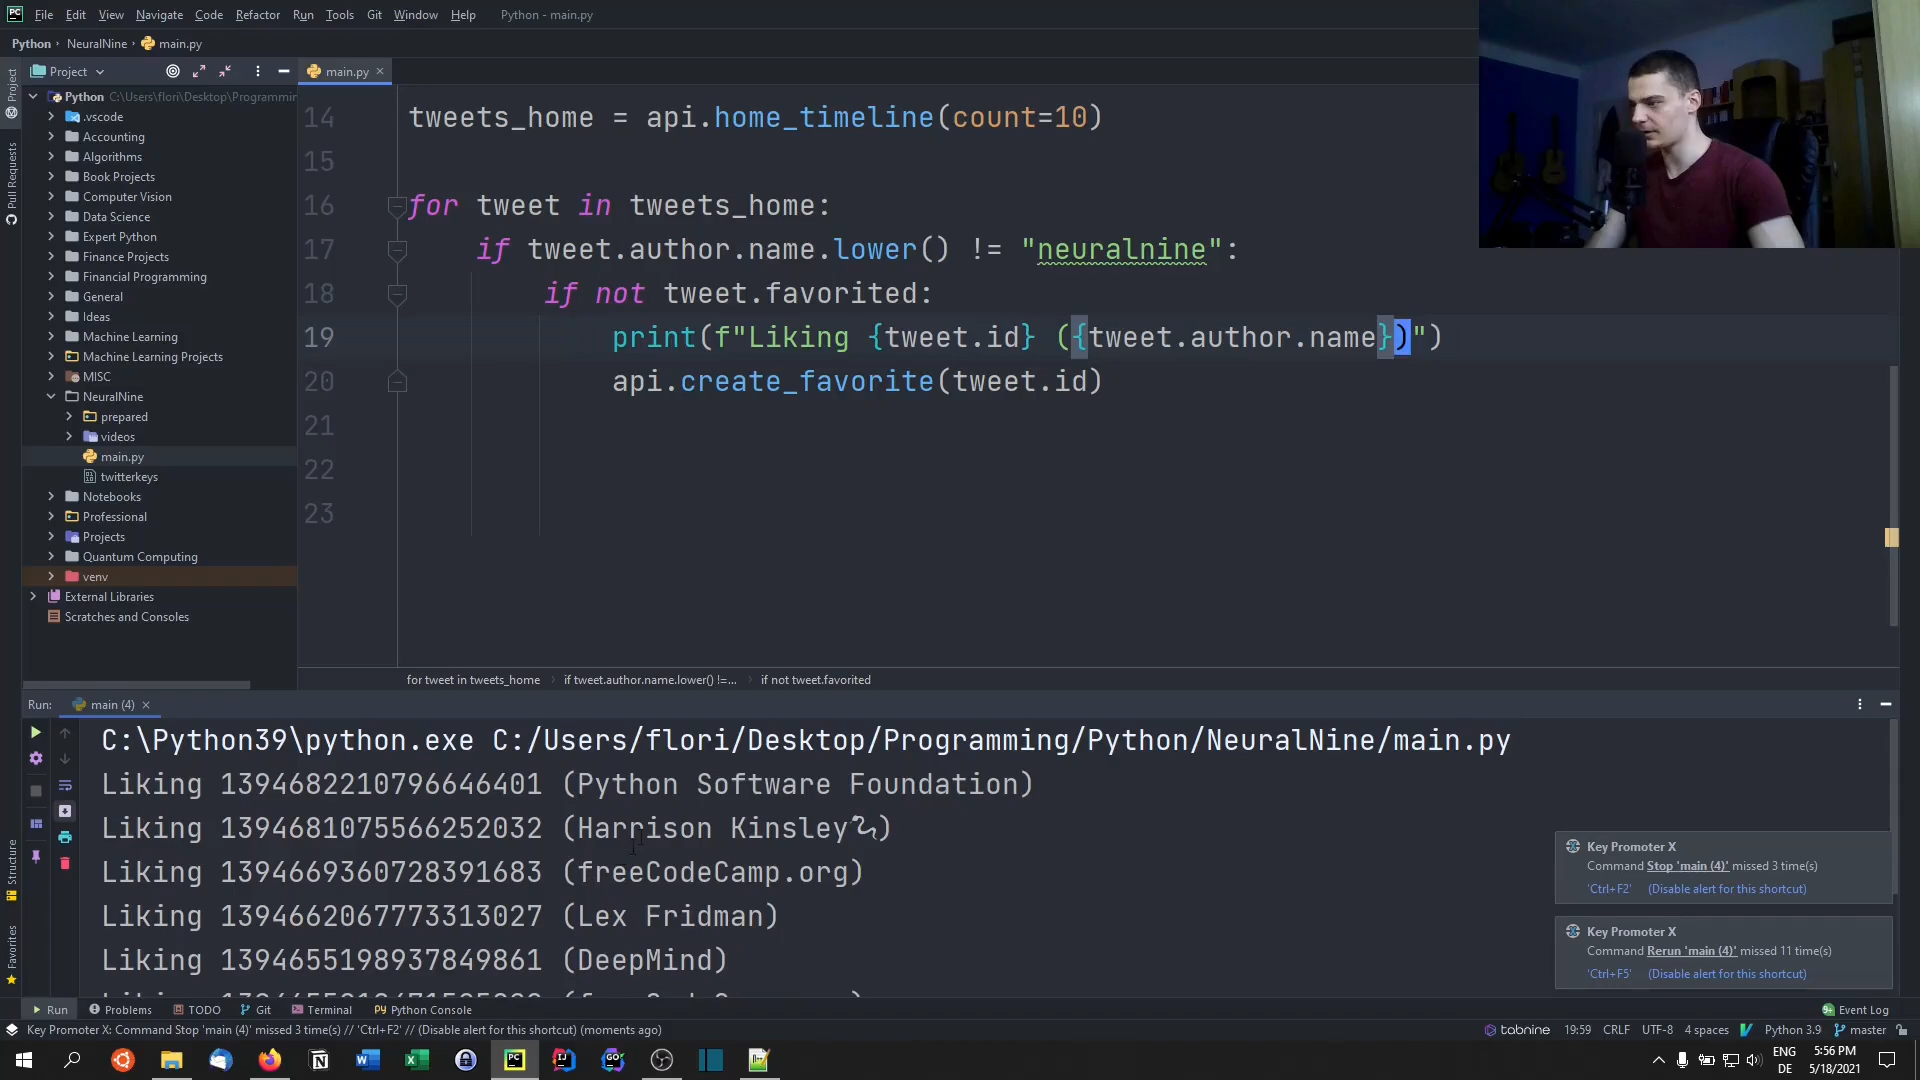 PC File Edit View Navigate Code Refactor Run Tools Git Window Help Python - main.py
Python › NeuralNine › main.py
Project
main.py
Python C:\Users\flori\Desktop\Programmin
.vscode
Accounting
Algorithms
Book Projects
Computer Vision
Data Science
Expert Python
Finance Projects
Financial Programming
General
Ideas
Machine Learning
Machine Learning Projects
MISC
NeuralNine
prepared
videos
main.py
twitterkeys
Notebooks
Professional
Projects
Quantum Computing
venv
External Libraries
Scratches and Consoles
Project
Pull Requests
Structure
Favorites
14 tweets_home = api.home_timeline(count=10)
15
16 for tweet in tweets_home:
17 if tweet.author.name.lower() != "neuralnine":
18 if not tweet.favorited:
19 print(f"Liking {tweet.id} ({tweet.author.name})")
20 api.create_favorite(tweet.id)
21
22
23
for tweet in tweets_home › if tweet.author.name.lower() !=... › if not tweet.favorited
Run: main (4)
C:\Python39\python.exe C:/Users/flori/Desktop/Programming/Python/NeuralNine/main.py
Liking 1394682210796646401 (Python Software Foundation)
Liking 1394681075566252032 (Harrison Kinsley)
Liking 1394669360728391683 (freeCodeCamp.org)
Liking 1394662067773313027 (Lex Fridman)
Liking 1394655198937849861 (DeepMind)
Key Promoter X
Command Stop 'main (4)' missed 3 time(s)
'Ctrl+F2' (Disable alert for this shortcut)
Key Promoter X
Command Rerun 'main (4)' missed 11 time(s)
'Ctrl+F5' (Disable alert for this shortcut)
Run Problems TODO Git Terminal Python Console Event Log
Key Promoter X: Command Stop 'main (4)' missed 3 time(s) // 'Ctrl+F2' // (Disable alert for this shortcut) (moments ago) tabnine 19:59 CRLF UTF-8 4 spaces Python 3.9 master
ENG 5:56 PM
DE 5/18/2021